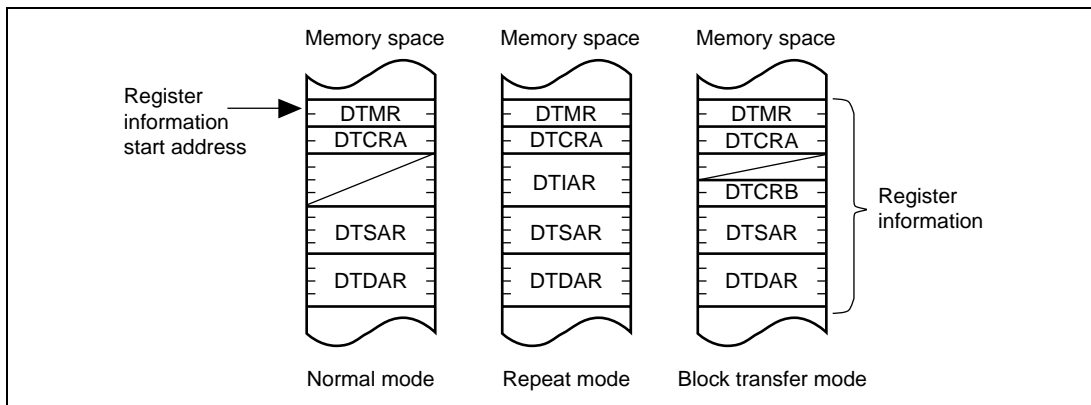 Memory space
Memory space
Memory space
Register
information
start address
DTMR
DTMR
DTMR
DTCRA
DTCRA
DTCRA
DTIAR
DTCRB
DTSAR
DTSAR
DTSAR
DTDAR
DTDAR
DTDAR
Register
information
Normal mode
Repeat mode
Block transfer mode